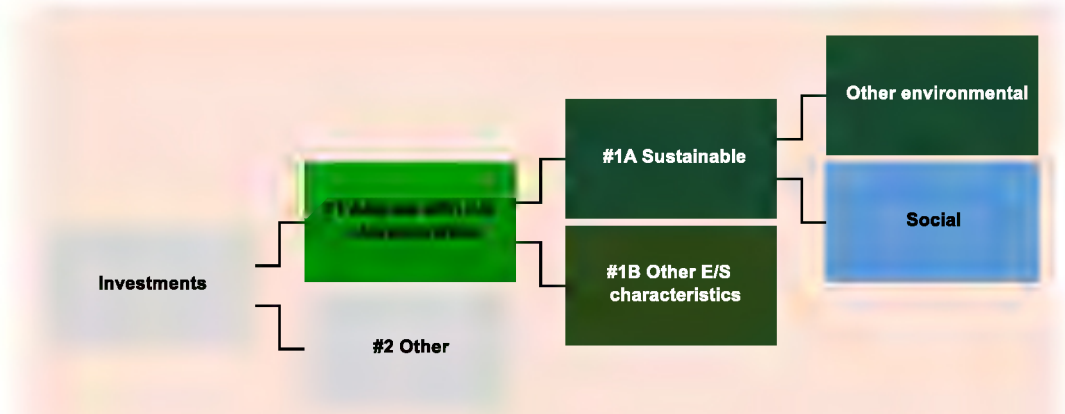 Other environmental
#1A Sustainable
Social
#1B Other E/S
characteristics
Investments
#2 Other